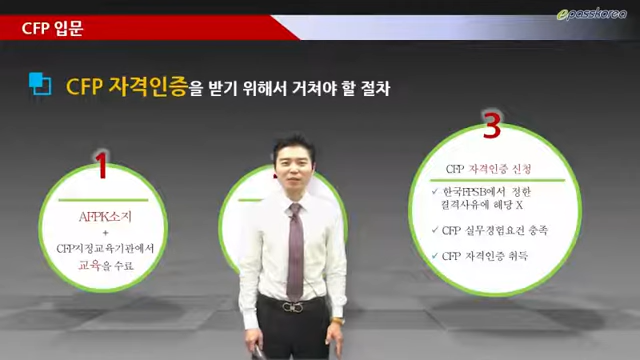 CFP 입문
epasskorea
CFP 자격인증을 받기 위해서 거쳐야 할 절차
1
AFPK소지
+
CFP지정교육기관에서
교육을 수료
3
CFP 자격인증 신청
✓ 한국FPSB에서 정한
결격사유에 해당 X
✓ CFP 실무경험요건 충족
✓ CFP 자격인증 취득